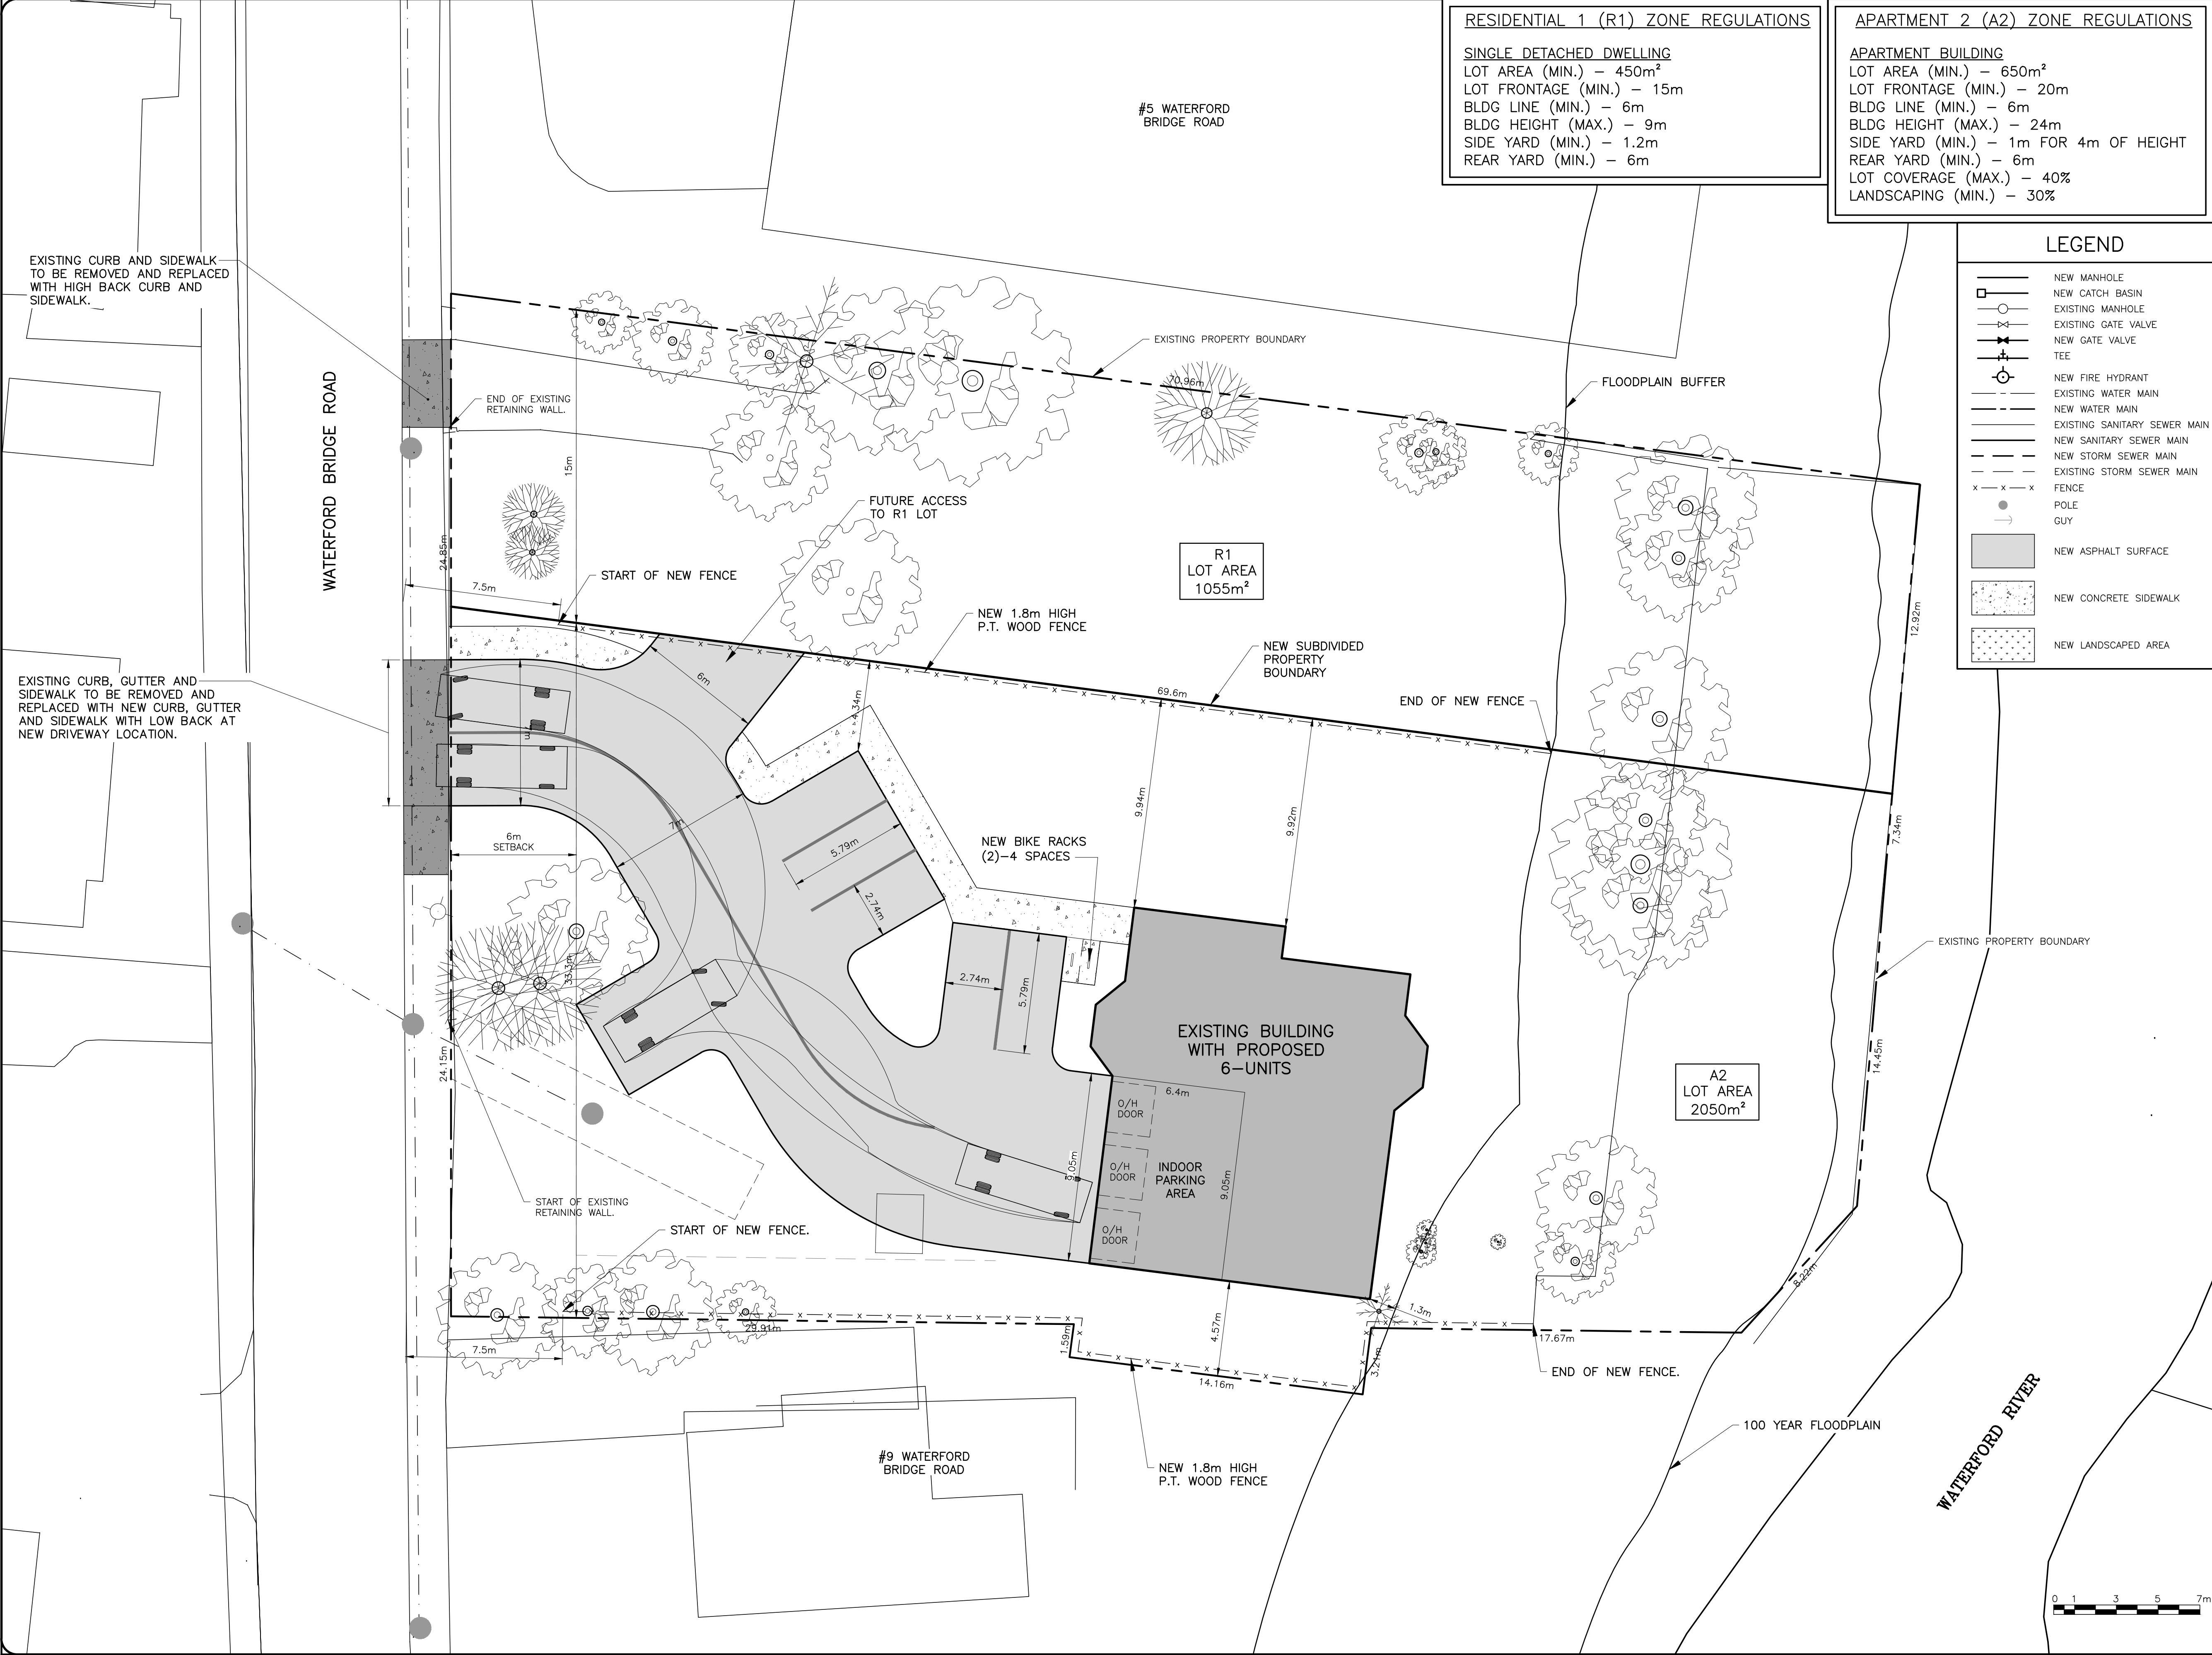 RESIDENTIAL 1 (R1) ZONE REGULATIONS
SINGLE DETACHED DWELLING
LOT AREA (MIN.) – 450m²
LOT FRONTAGE (MIN.) – 15m
BLDG LINE (MIN.) – 6m
BLDG HEIGHT (MAX.) – 9m
SIDE YARD (MIN.) – 1.2m
REAR YARD (MIN.) – 6m
APARTMENT 2 (A2) ZONE REGULATIONS
APARTMENT BUILDING
LOT AREA (MIN.) – 650m²
LOT FRONTAGE (MIN.) – 20m
BLDG LINE (MIN.) – 6m
BLDG HEIGHT (MAX.) – 24m
SIDE YARD (MIN.) – 1m FOR 4m OF HEIGHT
REAR YARD (MIN.) – 6m
LOT COVERAGE (MAX.) – 40%
LANDSCAPING (MIN.) – 30%
LEGEND
NEW MANHOLE
NEW CATCH BASIN
EXISTING MANHOLE
EXISTING GATE VALVE
NEW GATE VALVE
TEE
NEW FIRE HYDRANT
EXISTING WATER MAIN
NEW WATER MAIN
EXISTING SANITARY SEWER MAIN
NEW SANITARY SEWER MAIN
NEW STORM SEWER MAIN
EXISTING STORM SEWER MAIN
x x x FENCE
POLE
GUY
NEW ASPHALT SURFACE
NEW CONCRETE SIDEWALK
NEW LANDSCAPED AREA
#5 WATERFORD
BRIDGE ROAD
EXISTING CURB AND SIDEWALK
TO BE REMOVED AND REPLACED
WITH HIGH BACK CURB AND
SIDEWALK.
WATERFORD BRIDGE ROAD
END OF EXISTING
RETAINING WALL.
EXISTING PROPERTY BOUNDARY
70.96m
FLOODPLAIN BUFFER
15m
24.85m
7.5m
START OF NEW FENCE
FUTURE ACCESS
TO R1 LOT
R1
LOT AREA
1055m²
NEW 1.8m HIGH
P.T. WOOD FENCE
NEW SUBDIVIDED
PROPERTY
BOUNDARY
12.92m
EXISTING CURB, GUTTER AND
SIDEWALK TO BE REMOVED AND
REPLACED WITH NEW CURB, GUTTER
AND SIDEWALK WITH LOW BACK AT
NEW DRIVEWAY LOCATION.
6m
4.34m
69.6m
END OF NEW FENCE
9.94m
9.92m
7.34m
7m
6m
SETBACK
5.79m
2.74m
NEW BIKE RACKS
(2)–4 SPACES
33.3m
2.74m
5.79m
EXISTING PROPERTY BOUNDARY
EXISTING BUILDING
WITH PROPOSED
6–UNITS
24.15m
14.45m
A2
LOT AREA
2050m²
6.4m
O/H
DOOR
O/H
DOOR
O/H
DOOR
INDOOR
PARKING
AREA
9.05m
9.05m
START OF EXISTING
RETAINING WALL.
START OF NEW FENCE.
29.91m
7.5m
1.59m
4.57m
14.16m
1.3m
3.21m
17.67m
8.22m
END OF NEW FENCE.
100 YEAR FLOODPLAIN
#9 WATERFORD
BRIDGE ROAD
NEW 1.8m HIGH
P.T. WOOD FENCE
WATERFORD RIVER
0 1 3 5 7m